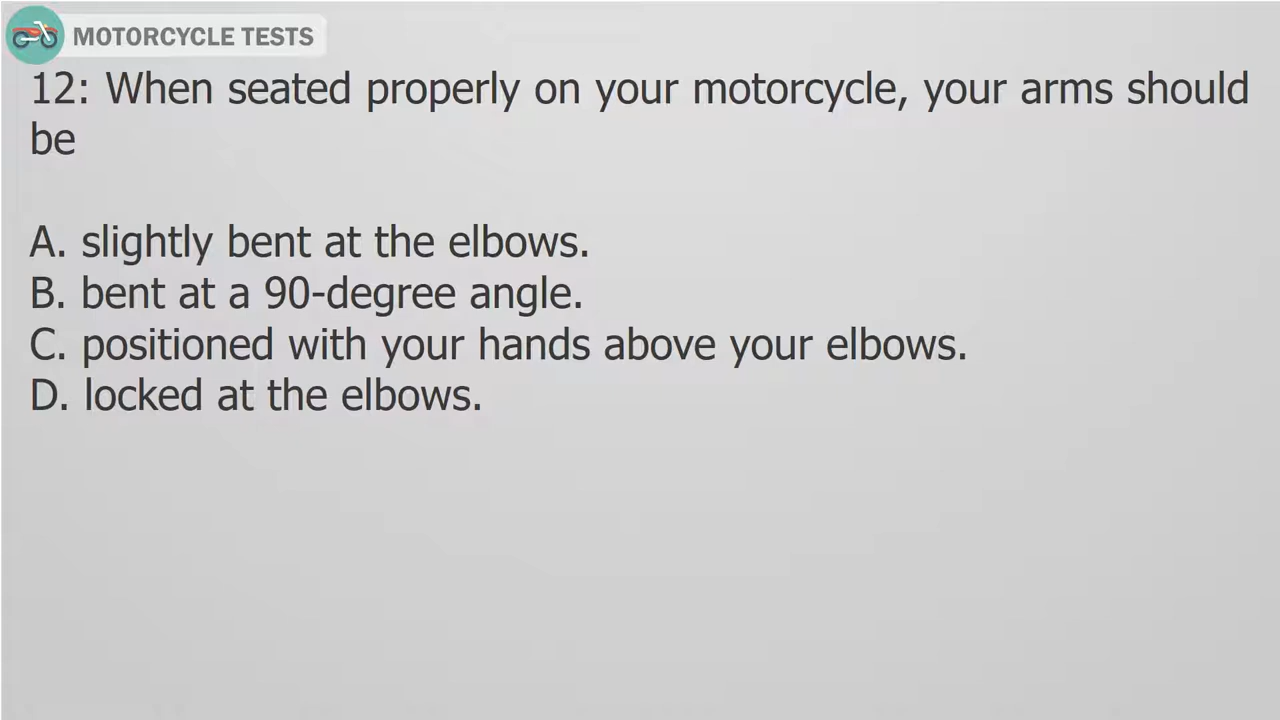 MOTORCYCLE TESTS
12: When seated properly on your motorcycle, your arms should
be
A. slightly bent at the elbows.
B. bent at a 90-degree angle.
C. positioned with your hands above your elbows.
D. locked at the elbows.